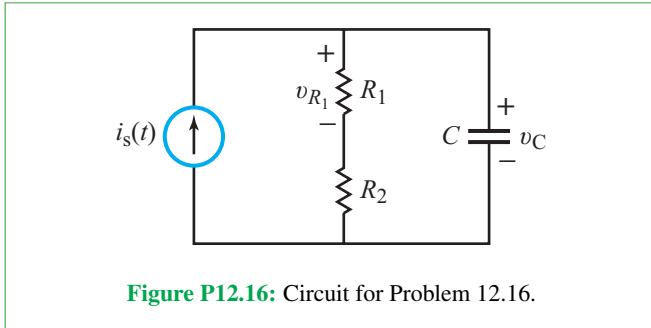 +
υR₁ R₁
−
+
is(t)
C υC
−
R₂
Figure P12.16: Circuit for Problem 12.16.